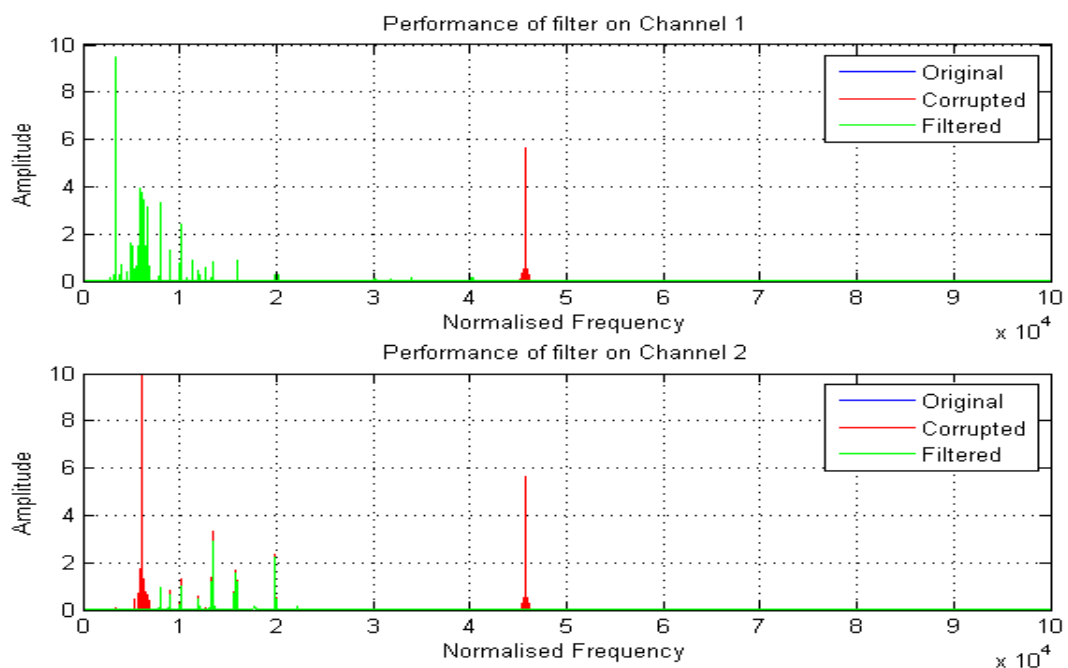 Performance of filter on Channel 1
10
8
6
4
2
0
Amplitude
Original
Corrupted
Filtered
0 1 2 3 4 5 6 7 8 9 10
Normalised Frequency
x 10^4
Performance of filter on Channel 2
10
8
6
4
2
0
Amplitude
Original
Corrupted
Filtered
0 1 2 3 4 5 6 7 8 9 10
Normalised Frequency
x 10^4